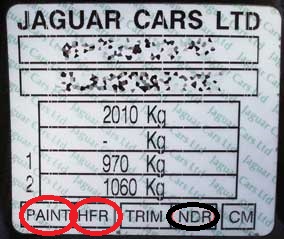 JAGUAR CARS LTD
2010 Kg
- Kg
1 970 Kg
2 1060 Kg
PAINT HFR TRIM NDR CM